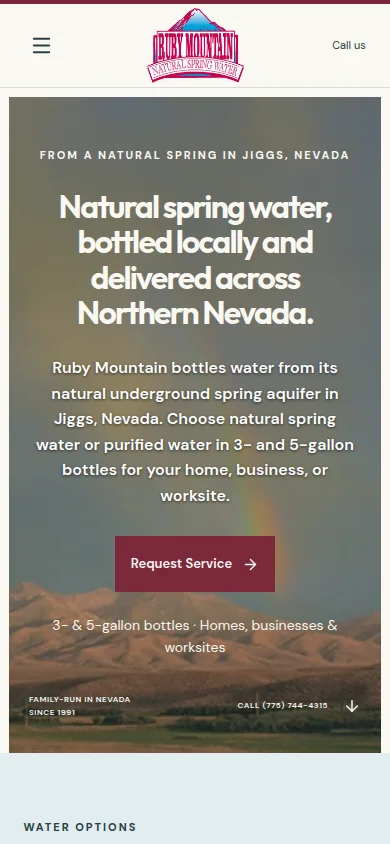 RUBY MOUNTAIN
NATURAL SPRING WATER
Call us
FROM A NATURAL SPRING IN JIGGS, NEVADA
Natural spring water,
bottled locally and
delivered across
Northern Nevada.
Ruby Mountain bottles water from its
natural underground spring aquifer in
Jiggs, Nevada. Choose natural spring
water or purified water in 3- and 5-gallon
bottles for your home, business, or
worksite.
Request Service
3- & 5-gallon bottles · Homes, businesses &
worksites
FAMILY-RUN IN NEVADA
SINCE 1991
CALL (775) 744-4315
WATER OPTIONS